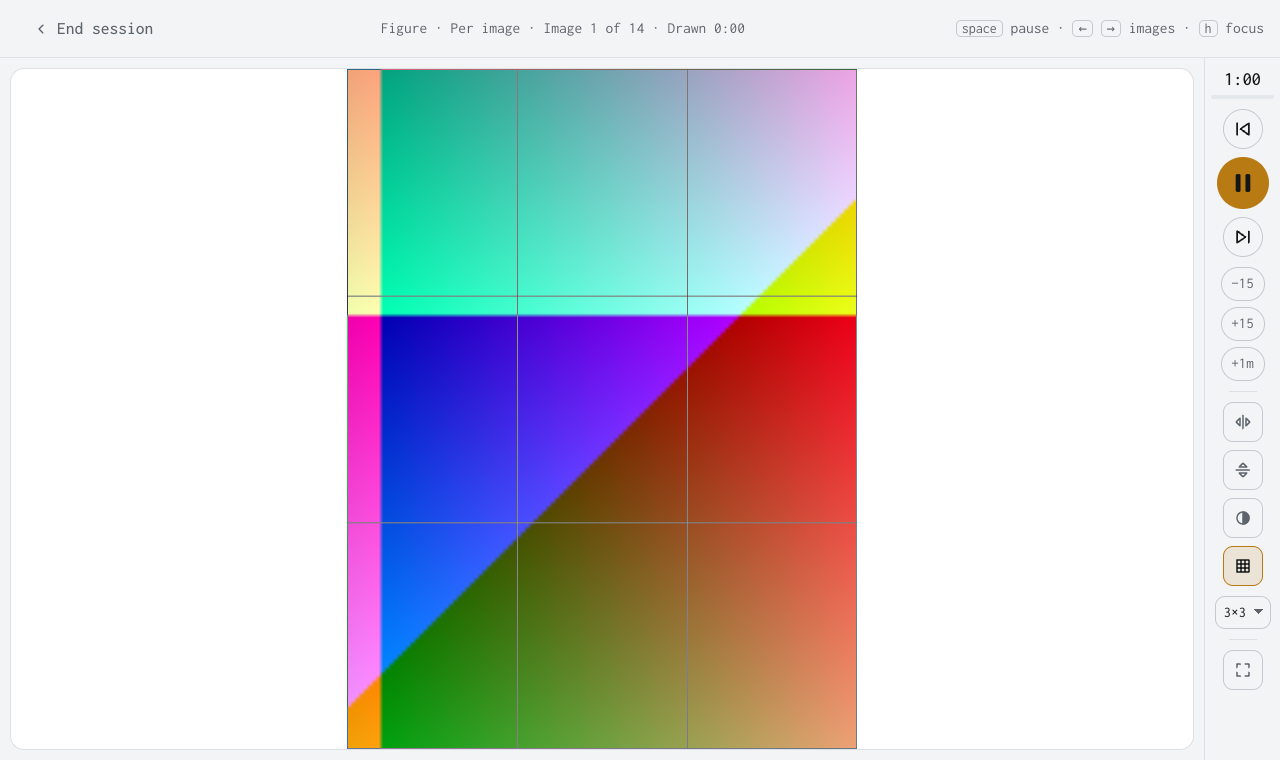 End session
Figure · Per image · Image 1 of 14 · Drawn 0:00
space pause · ← → images · h focus
1:00
−15
+15
+1m
3×3